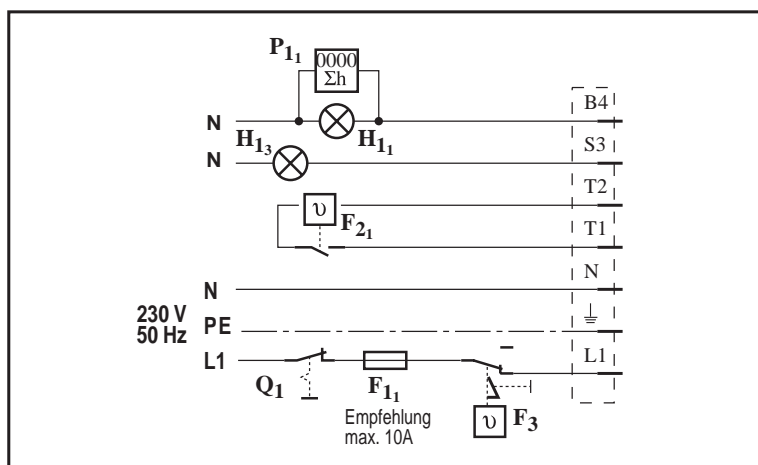 P1₁
0000
Σh
B4
N
H1₃
H1₁
S3
N
T2
υ
F2₁
T1
N
N
230 V
50 Hz
PE
L1
L1
Q1
F1₁
Empfehlung
max. 10A
υ
F3